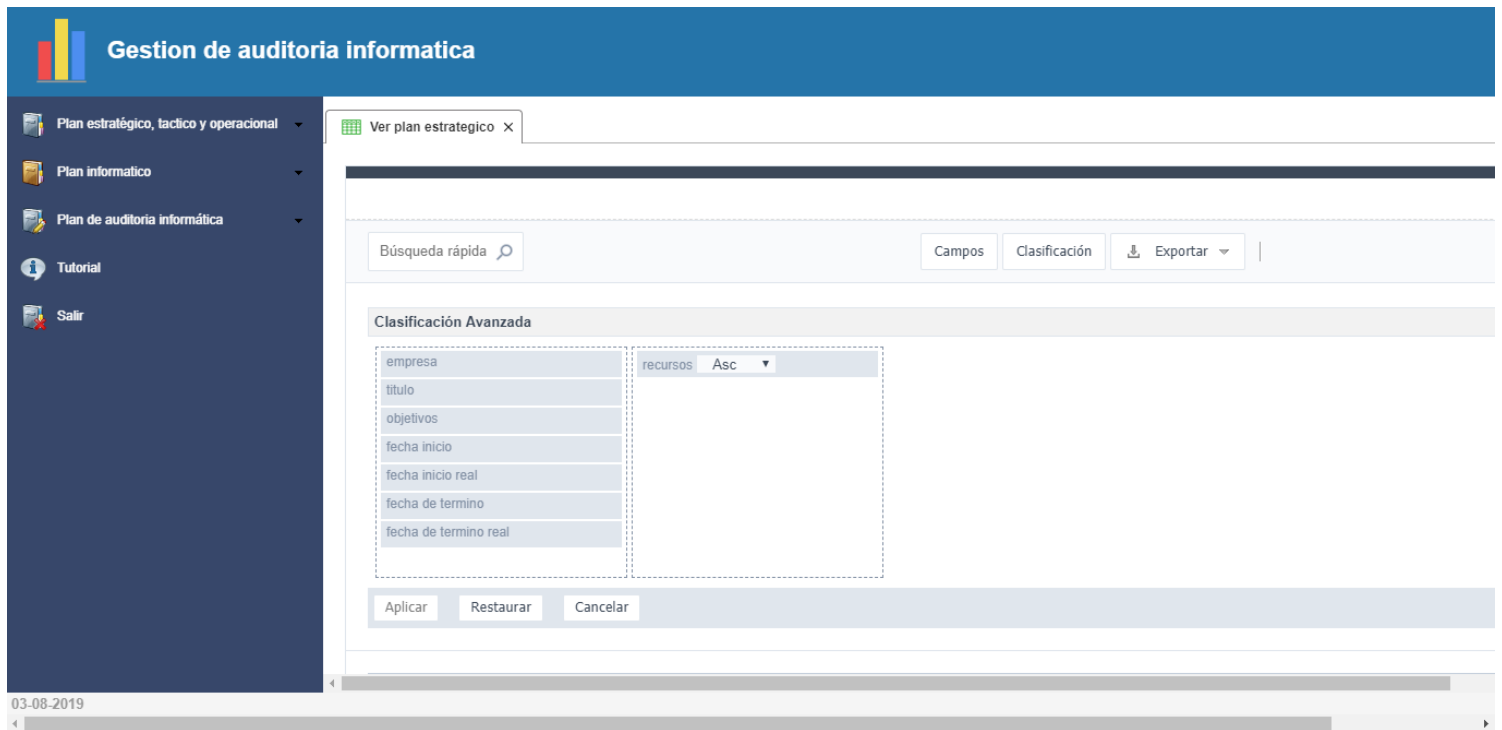 Gestion de auditoria informatica
Plan estratégico, tactico y operacional
Plan informatico
Plan de auditoria informática
Tutorial
Salir
Ver plan estrategico
Búsqueda rápida
Campos
Clasificación
Exportar
Clasificación Avanzada
empresa
titulo
objetivos
fecha inicio
fecha inicio real
fecha de termino
fecha de termino real
recursos Asc
Aplicar
Restaurar
Cancelar
03-08-2019